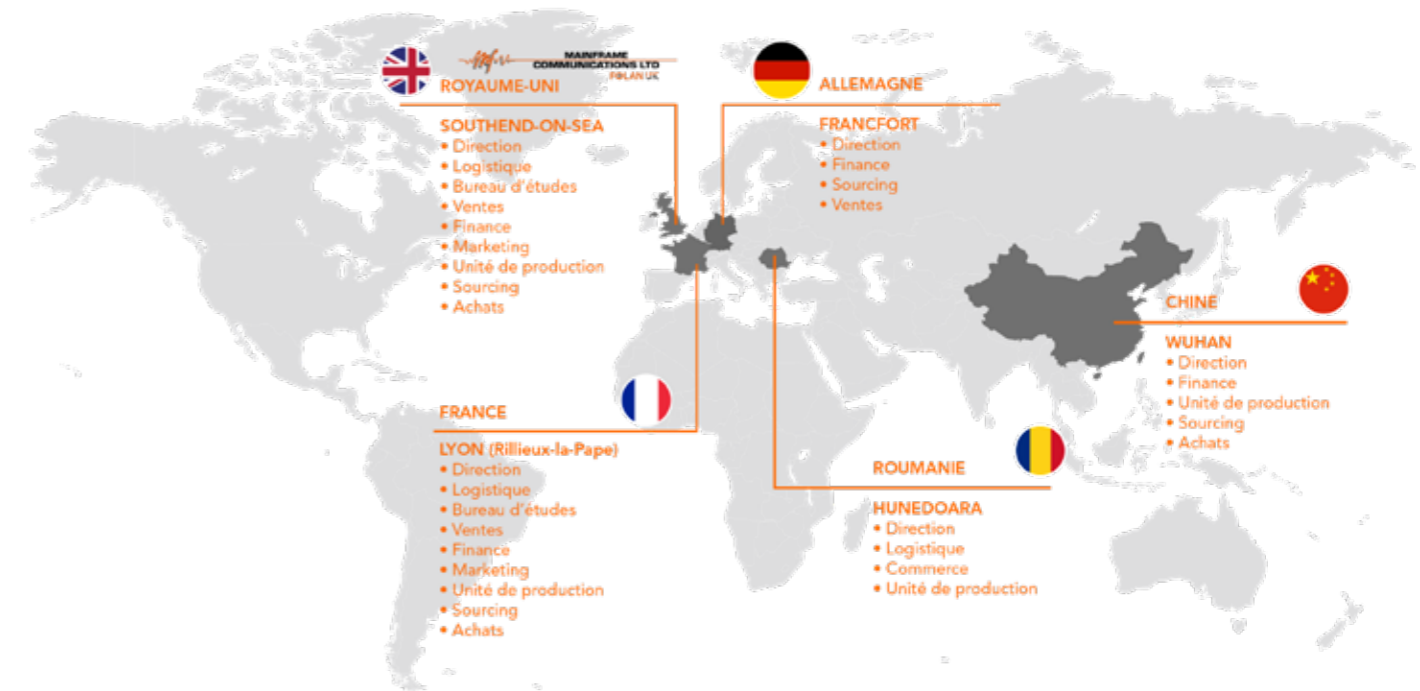 MAINFRAME
COMMUNICATIONS LTD
FOLAN UK
ROYAUME-UNI
SOUTHEND-ON-SEA
• Direction
• Logistique
• Bureau d'études
• Ventes
• Finance
• Marketing
• Unité de production
• Sourcing
• Achats
ALLEMAGNE
FRANCFORT
• Direction
• Finance
• Sourcing
• Ventes
CHINE
WUHAN
• Direction
• Finance
• Unité de production
• Sourcing
• Achats
FRANCE
LYON (Rillieux-la-Pape)
• Direction
• Logistique
• Bureau d'études
• Ventes
• Finance
• Marketing
• Unité de production
• Sourcing
• Achats
ROUMANIE
HUNEDOARA
• Direction
• Logistique
• Commerce
• Unité de production